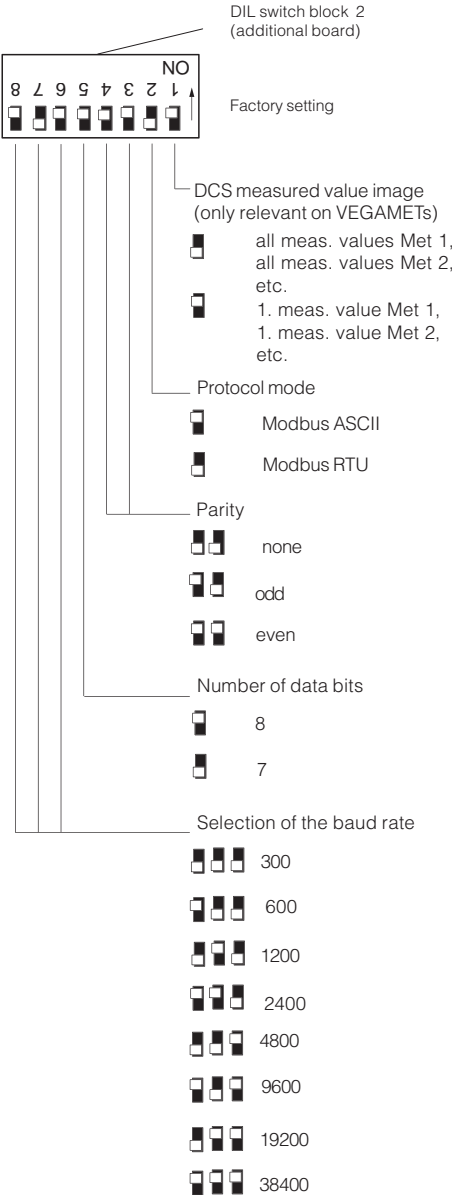 DIL switch block 2
(additional board)
NO
8 7 6 5 4 3 2 1
Factory setting
DCS measured value image
(only relevant on VEGAMETs)
all meas. values Met 1,
all meas. values Met 2,
etc.
1. meas. value Met 1,
1. meas. value Met 2,
etc.
Protocol mode
Modbus ASCII
Modbus RTU
Parity
none
odd
even
Number of data bits
8
7
Selection of the baud rate
300
600
1200
2400
4800
9600
19200
38400